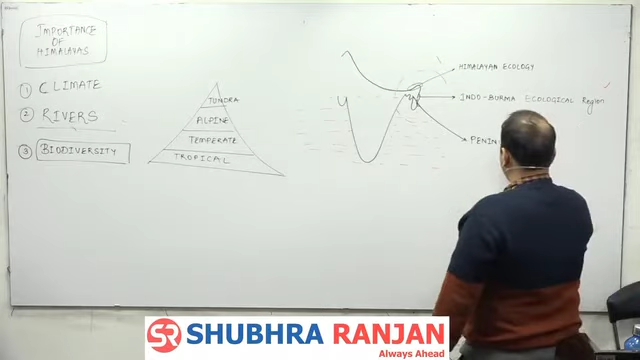 IMPORTANCE
OF
HIMALAYAS
1 CLIMATE
2 RIVERS
3 BIODIVERSITY
TUNDRA
ALPINE
TEMPERATE
TROPICAL
HIMALAYAN ECOLOGY
INDO-BURMA ECOLOGICAL Region
PENIN
SR SHUBHRA RANJAN
Always Ahead